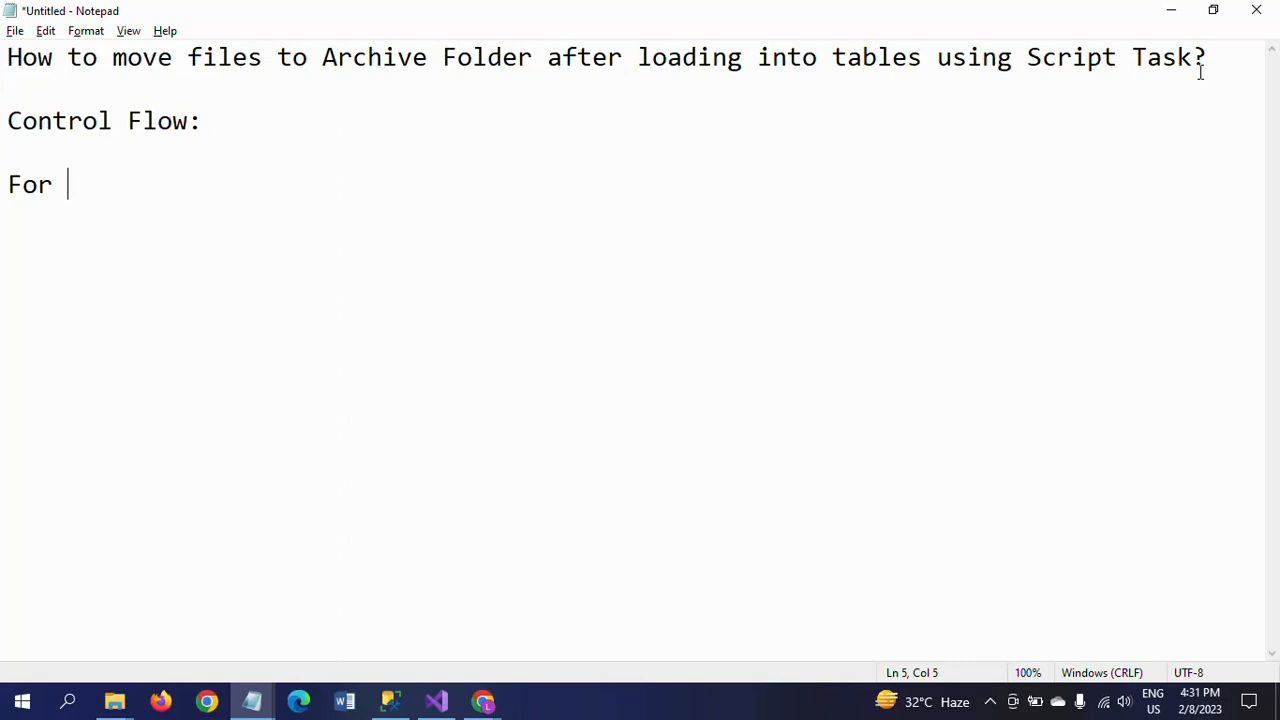 *Untitled - Notepad
File Edit Format View Help
How to move files to Archive Folder after loading into tables using Script Task?
Control Flow:
For
Ln 5, Col 5 100% Windows (CRLF) UTF-8
32°C Haze ENG US 4:31 PM 2/8/2023